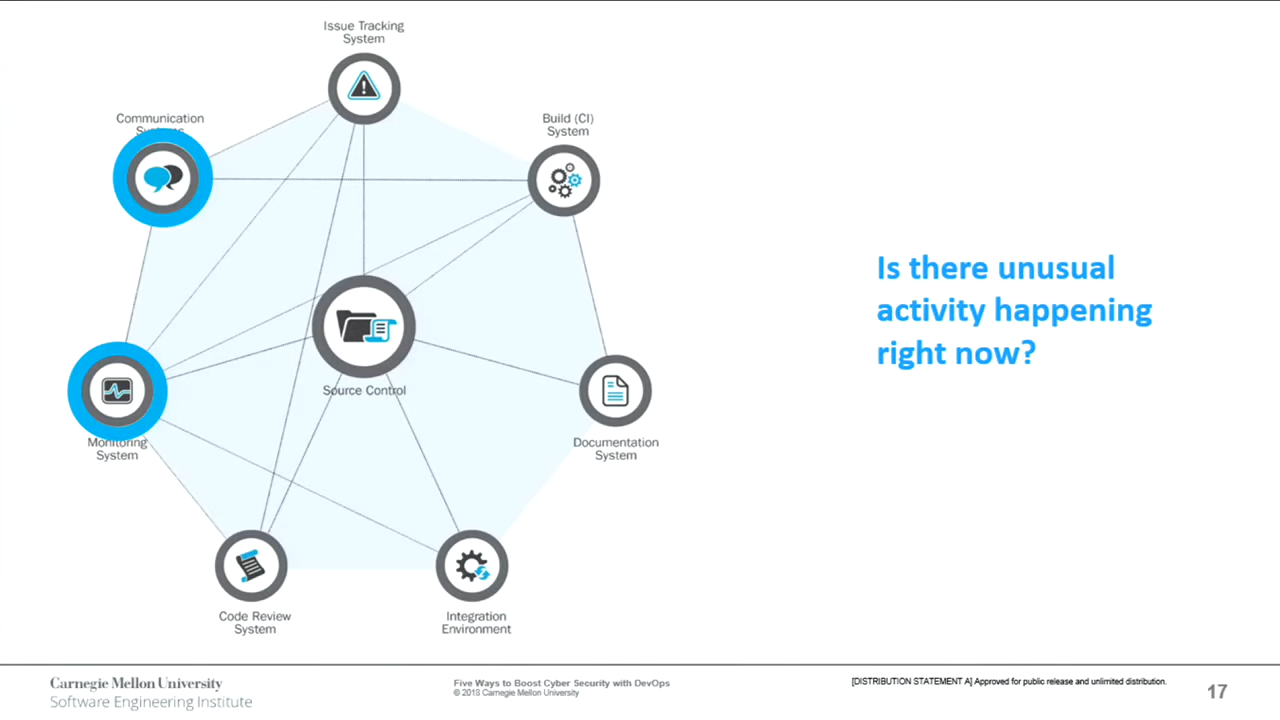 Issue Tracking
System
Communication
Systems
Build (CI)
System
Is there unusual
activity happening
right now?
Source Control
Monitoring
System
Documentation
System
Code Review
System
Integration
Environment
Carnegie Mellon University
Software Engineering Institute
Five Ways to Boost Cyber Security with DevOps
© 2018 Carnegie Mellon University
[DISTRIBUTION STATEMENT A] Approved for public release and unlimited distribution.
17